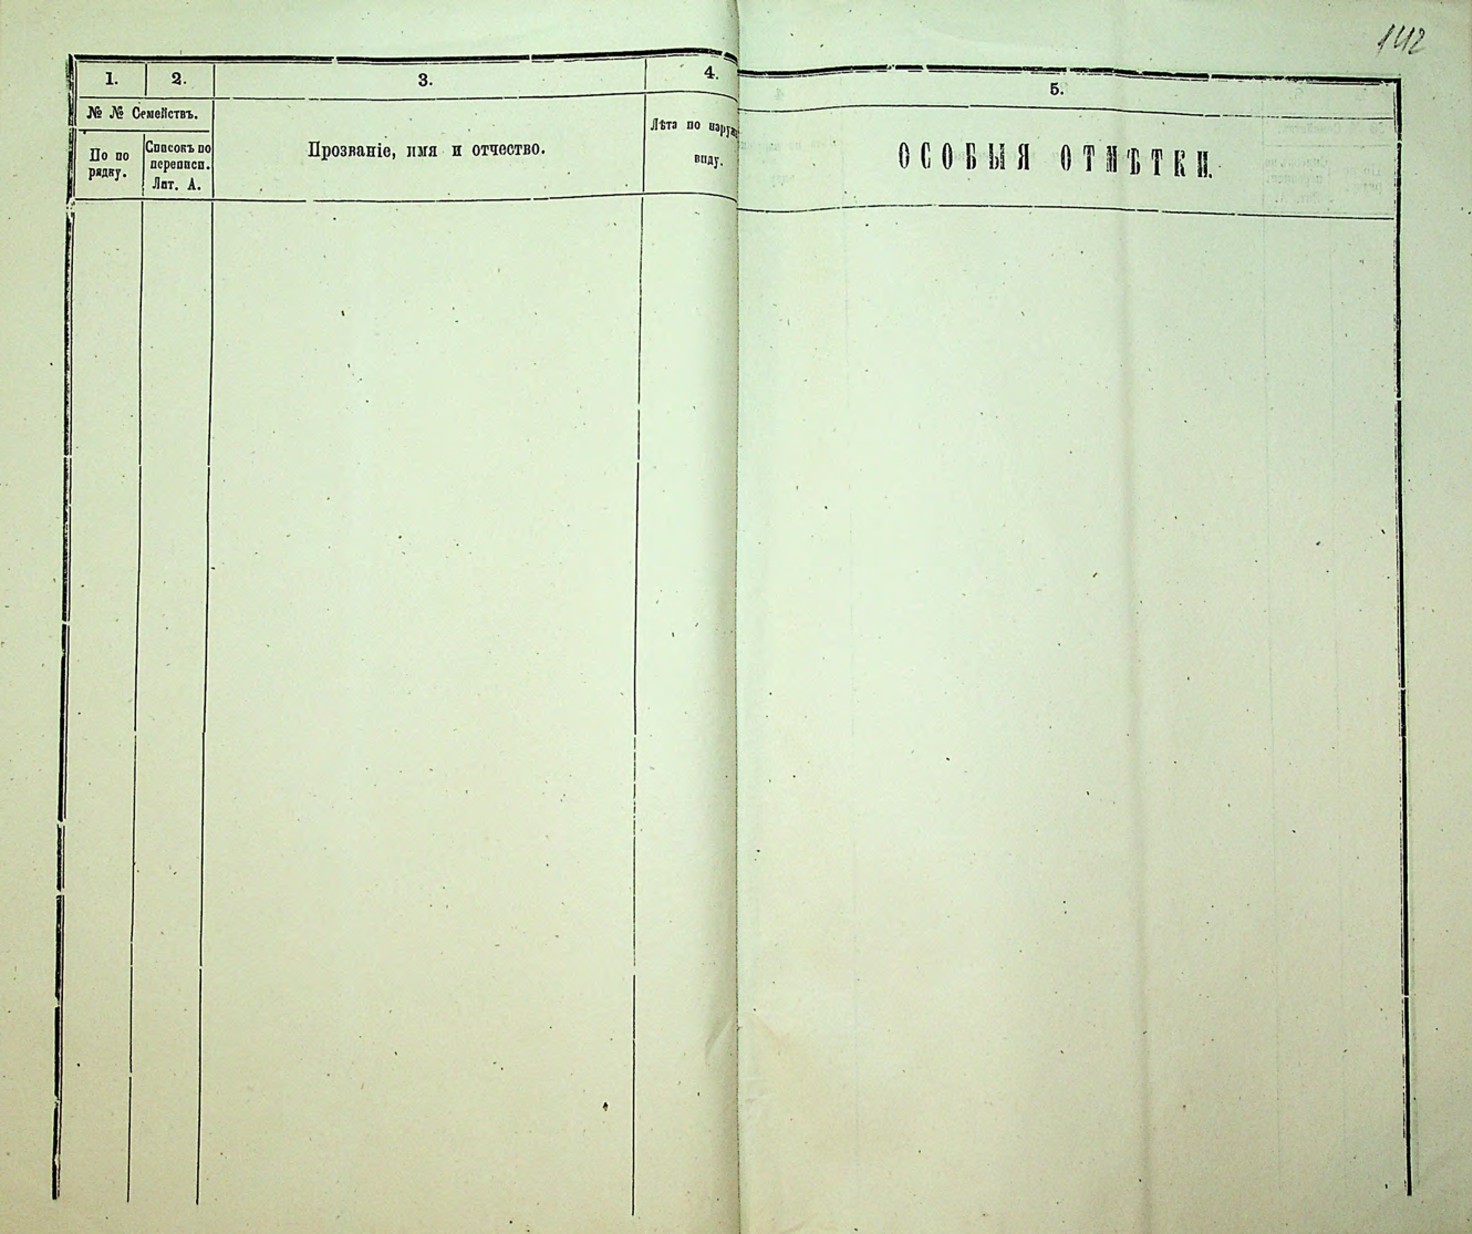 142
1. 2. 3. 4. 5.
№ № Семействъ.
По по
рядку.
Списокъ по
переписи.
Лит. А.
Прозваніе, имя и отчество.
Лѣта по наруж
виду.
ОСОБЫЯ ОТМѢТКИ.